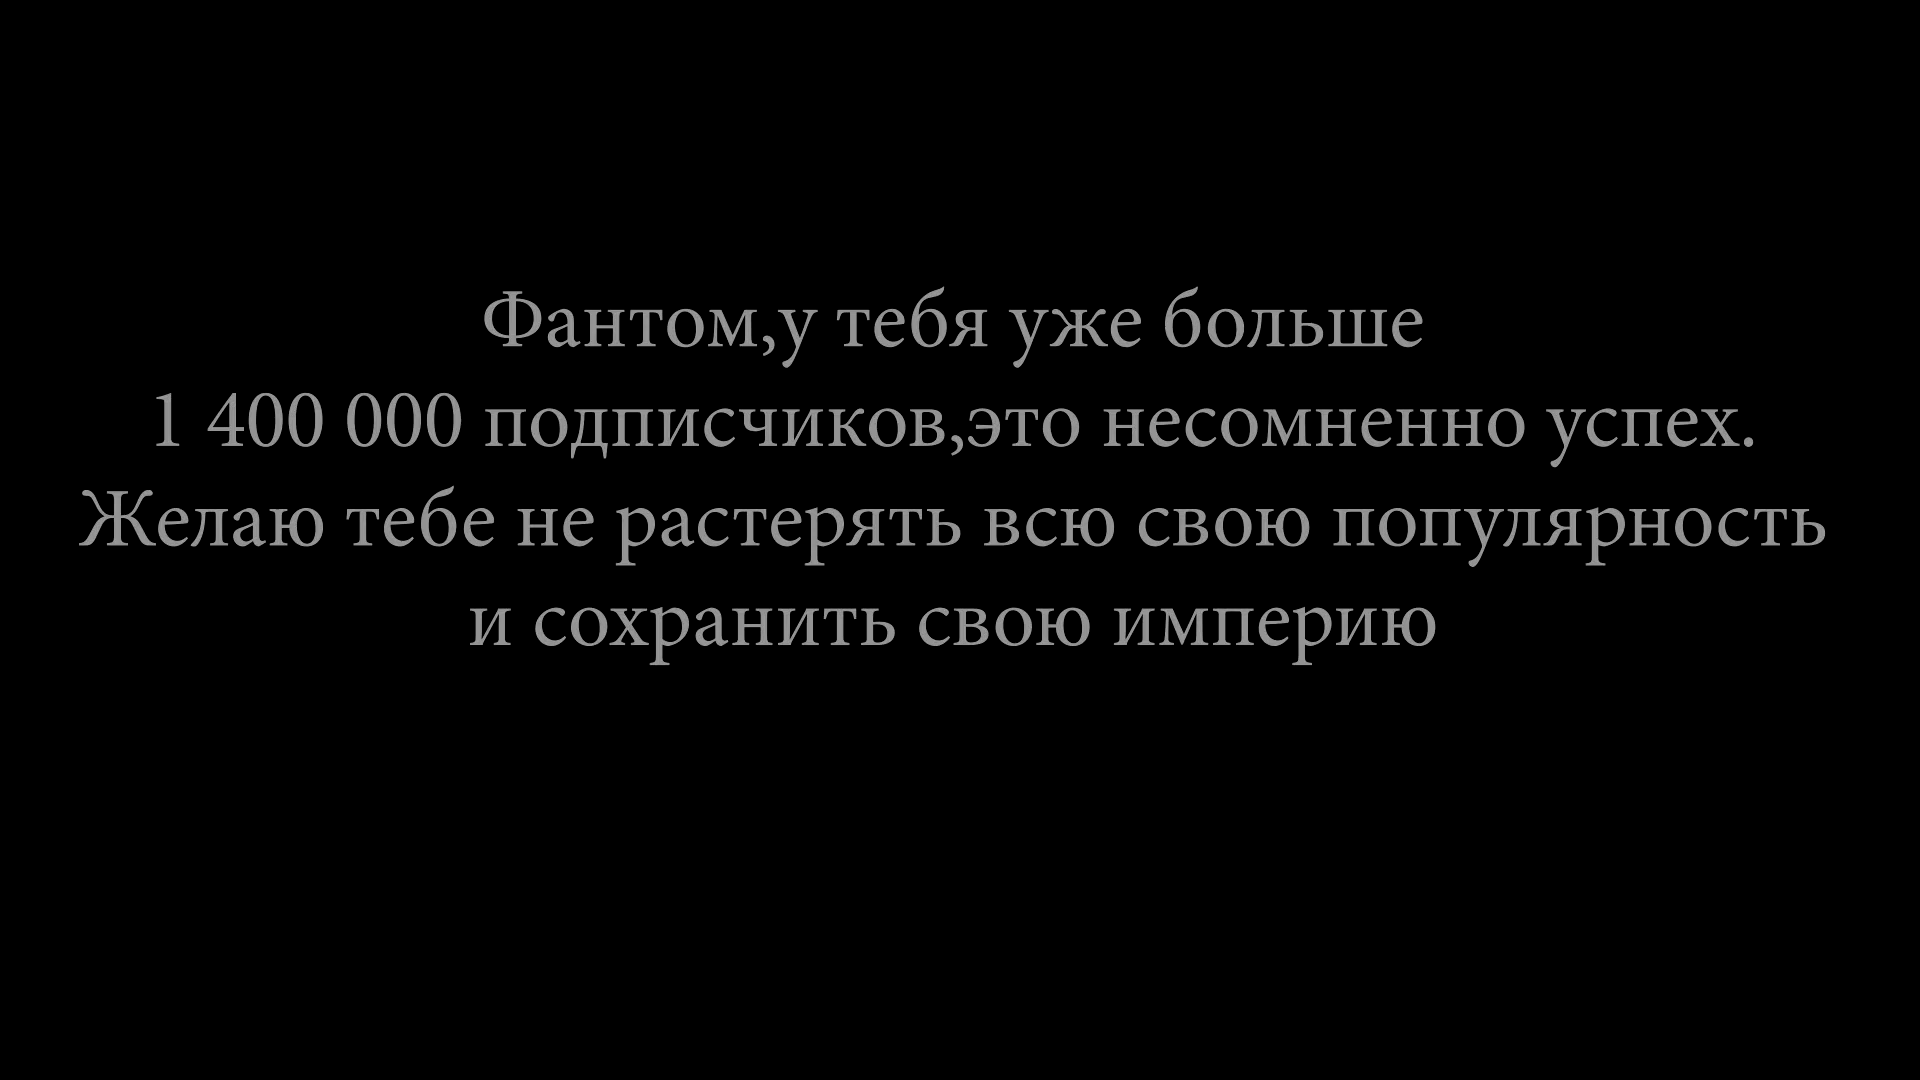 Фантом,у тебя уже больше
1 400 000 подписчиков,это несомненно успех.
Желаю тебе не растерять всю свою популярность
и сохранить свою империю